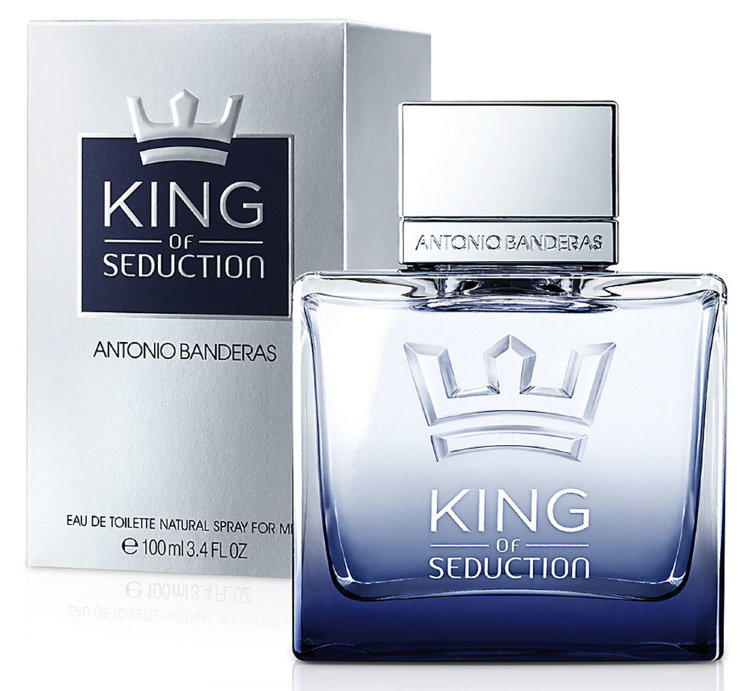 KING
OF
SEDUCTION
ANTONIO BANDERAS
EAU DE TOILETTE NATURAL SPRAY FOR
℮ 100 ml 3.4 FL OZ
ANTONIO BANDERAS
KING
OF
SEDUCTION